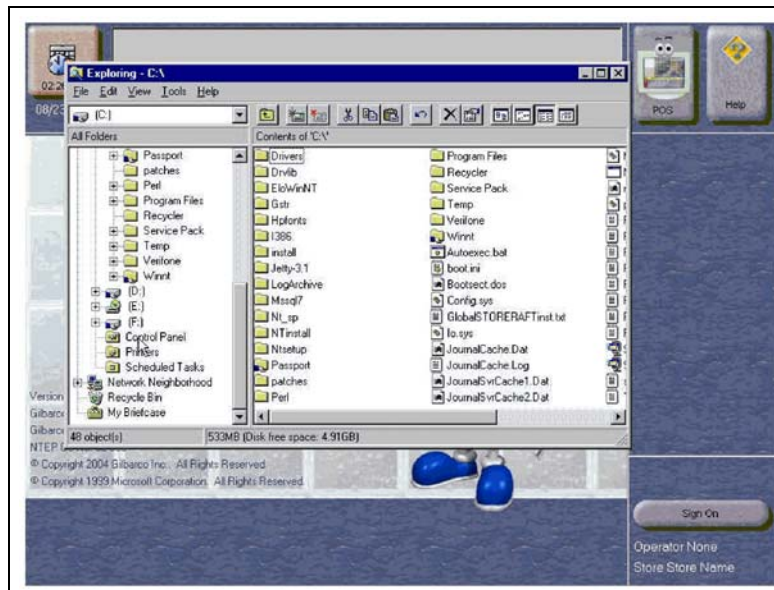 Exploring - C:\
02:2
08/23
File Edit View Tools Help
(C:)
All Folders
Contents of 'C:\'
Passport
patches
Perl
Program Files
Recycler
Service Pack
Temp
Verifone
Winnt
(D:)
(E:)
(F:)
Control Panel
Printers
Scheduled Tasks
Network Neighborhood
Recycle Bin
My Briefcase
Drivers
Drvlib
EloWinNT
Gstr
Hpfonts
I386
install
Jetty-3.1
LogArchive
Mssql7
Nt_sp
NTinstall
Ntsetup
Passport
patches
Perl
Program Files
Recycler
Service Pack
Temp
Verifone
Winnt
Autoexec.bat
boot.ini
Bootsect.dos
Config.sys
GlobalSTORERAFTinst.txt
Io.sys
JournalCache.Dat
JournalCache.Log
JournalSvrCache1.Dat
JournalSvrCache2.Dat
48 object(s)
533MB (Disk free space: 4.91GB)
POS
Help
Version
Gilbarco
NTEP
© Copyright 2004 Gilbarco Inc. All Rights Reserved
© Copyright 1999 Microsoft Corporation. All Rights Reserved.
Sign On
Operator None
Store Store Name